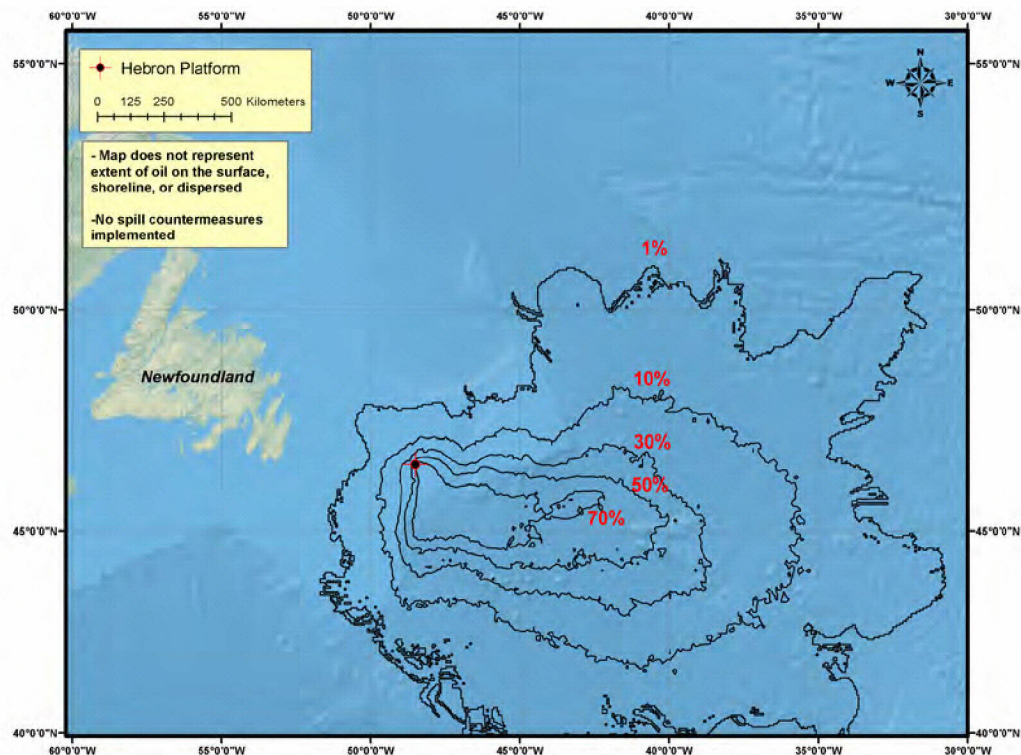 60°0'0"W 55°0'0"W 50°0'0"W 45°0'0"W 40°0'0"W 35°0'0"W 30°0'0"W
55°0'0"N 55°0'0"N
Hebron Platform
0 125 250 500 Kilometers
N
W E
S
- Map does not represent
extent of oil on the surface,
shoreline, or dispersed
-No spill countermeasures
implemented
1%
50°0'0"N 50°0'0"N
Newfoundland
10%
30%
50%
70%
45°0'0"N 45°0'0"N
40°0'0"N 40°0'0"N
60°0'0"W 55°0'0"W 50°0'0"W 45°0'0"W 40°0'0"W 35°0'0"W 30°0'0"W